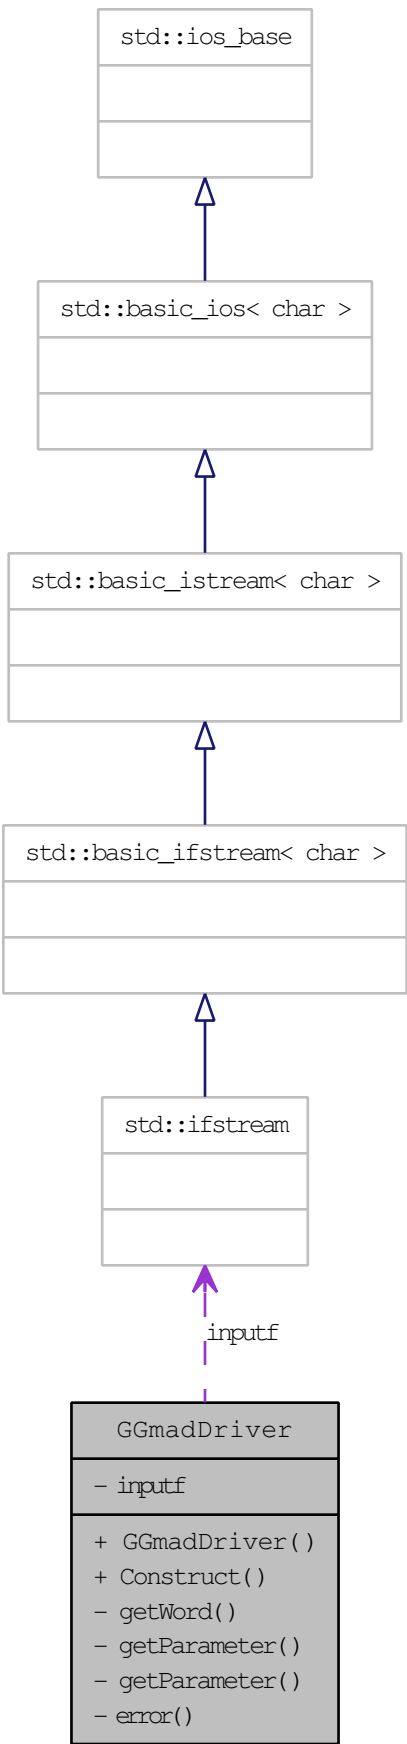 std::ios_base
std::basic_ios< char >
std::basic_istream< char >
std::basic_ifstream< char >
std::ifstream
inputf
GGmadDriver
- inputf
+ GGmadDriver()
+ Construct()
- getWord()
- getParameter()
- getParameter()
- error()